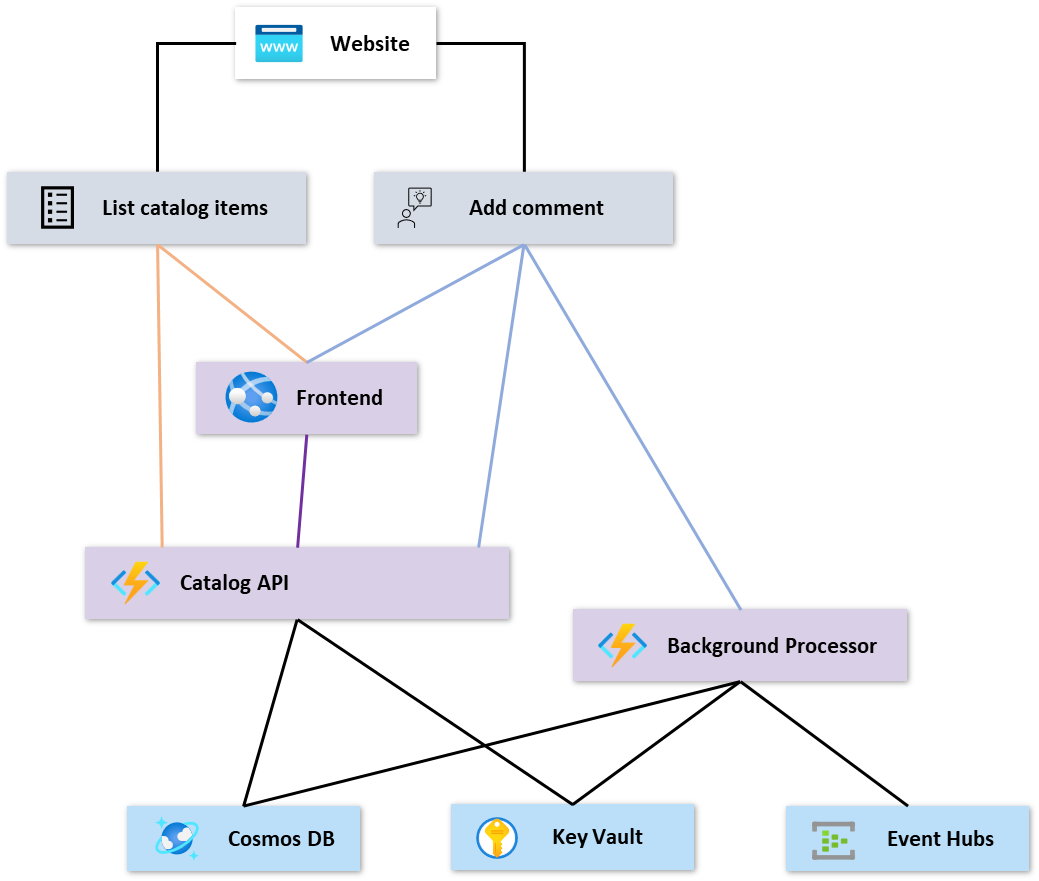 www
Website
List catalog items
Add comment
Frontend
Catalog API
Background Processor
Cosmos DB
Key Vault
Event Hubs